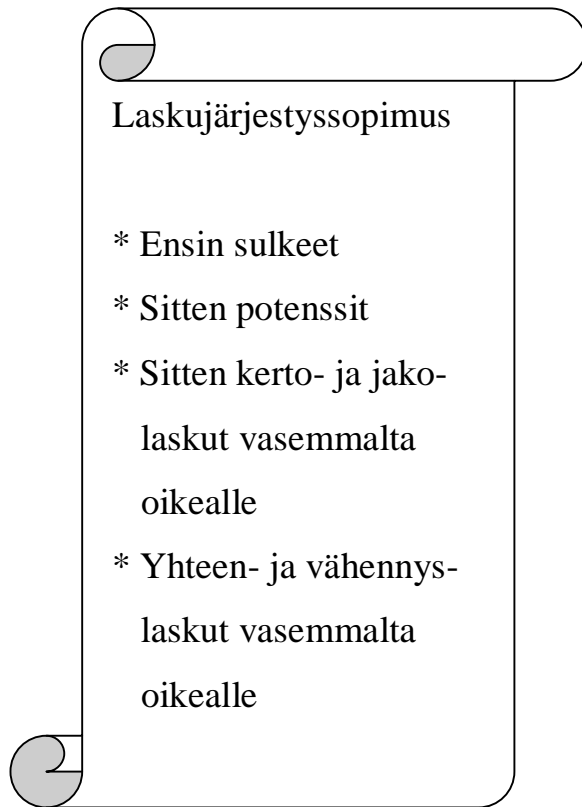 Laskujärjestyssopimus
* Ensin sulkeet
* Sitten potenssit
* Sitten kerto- ja jako-
laskut vasemmalta
oikealle
* Yhteen- ja vähennys-
laskut vasemmalta
oikealle